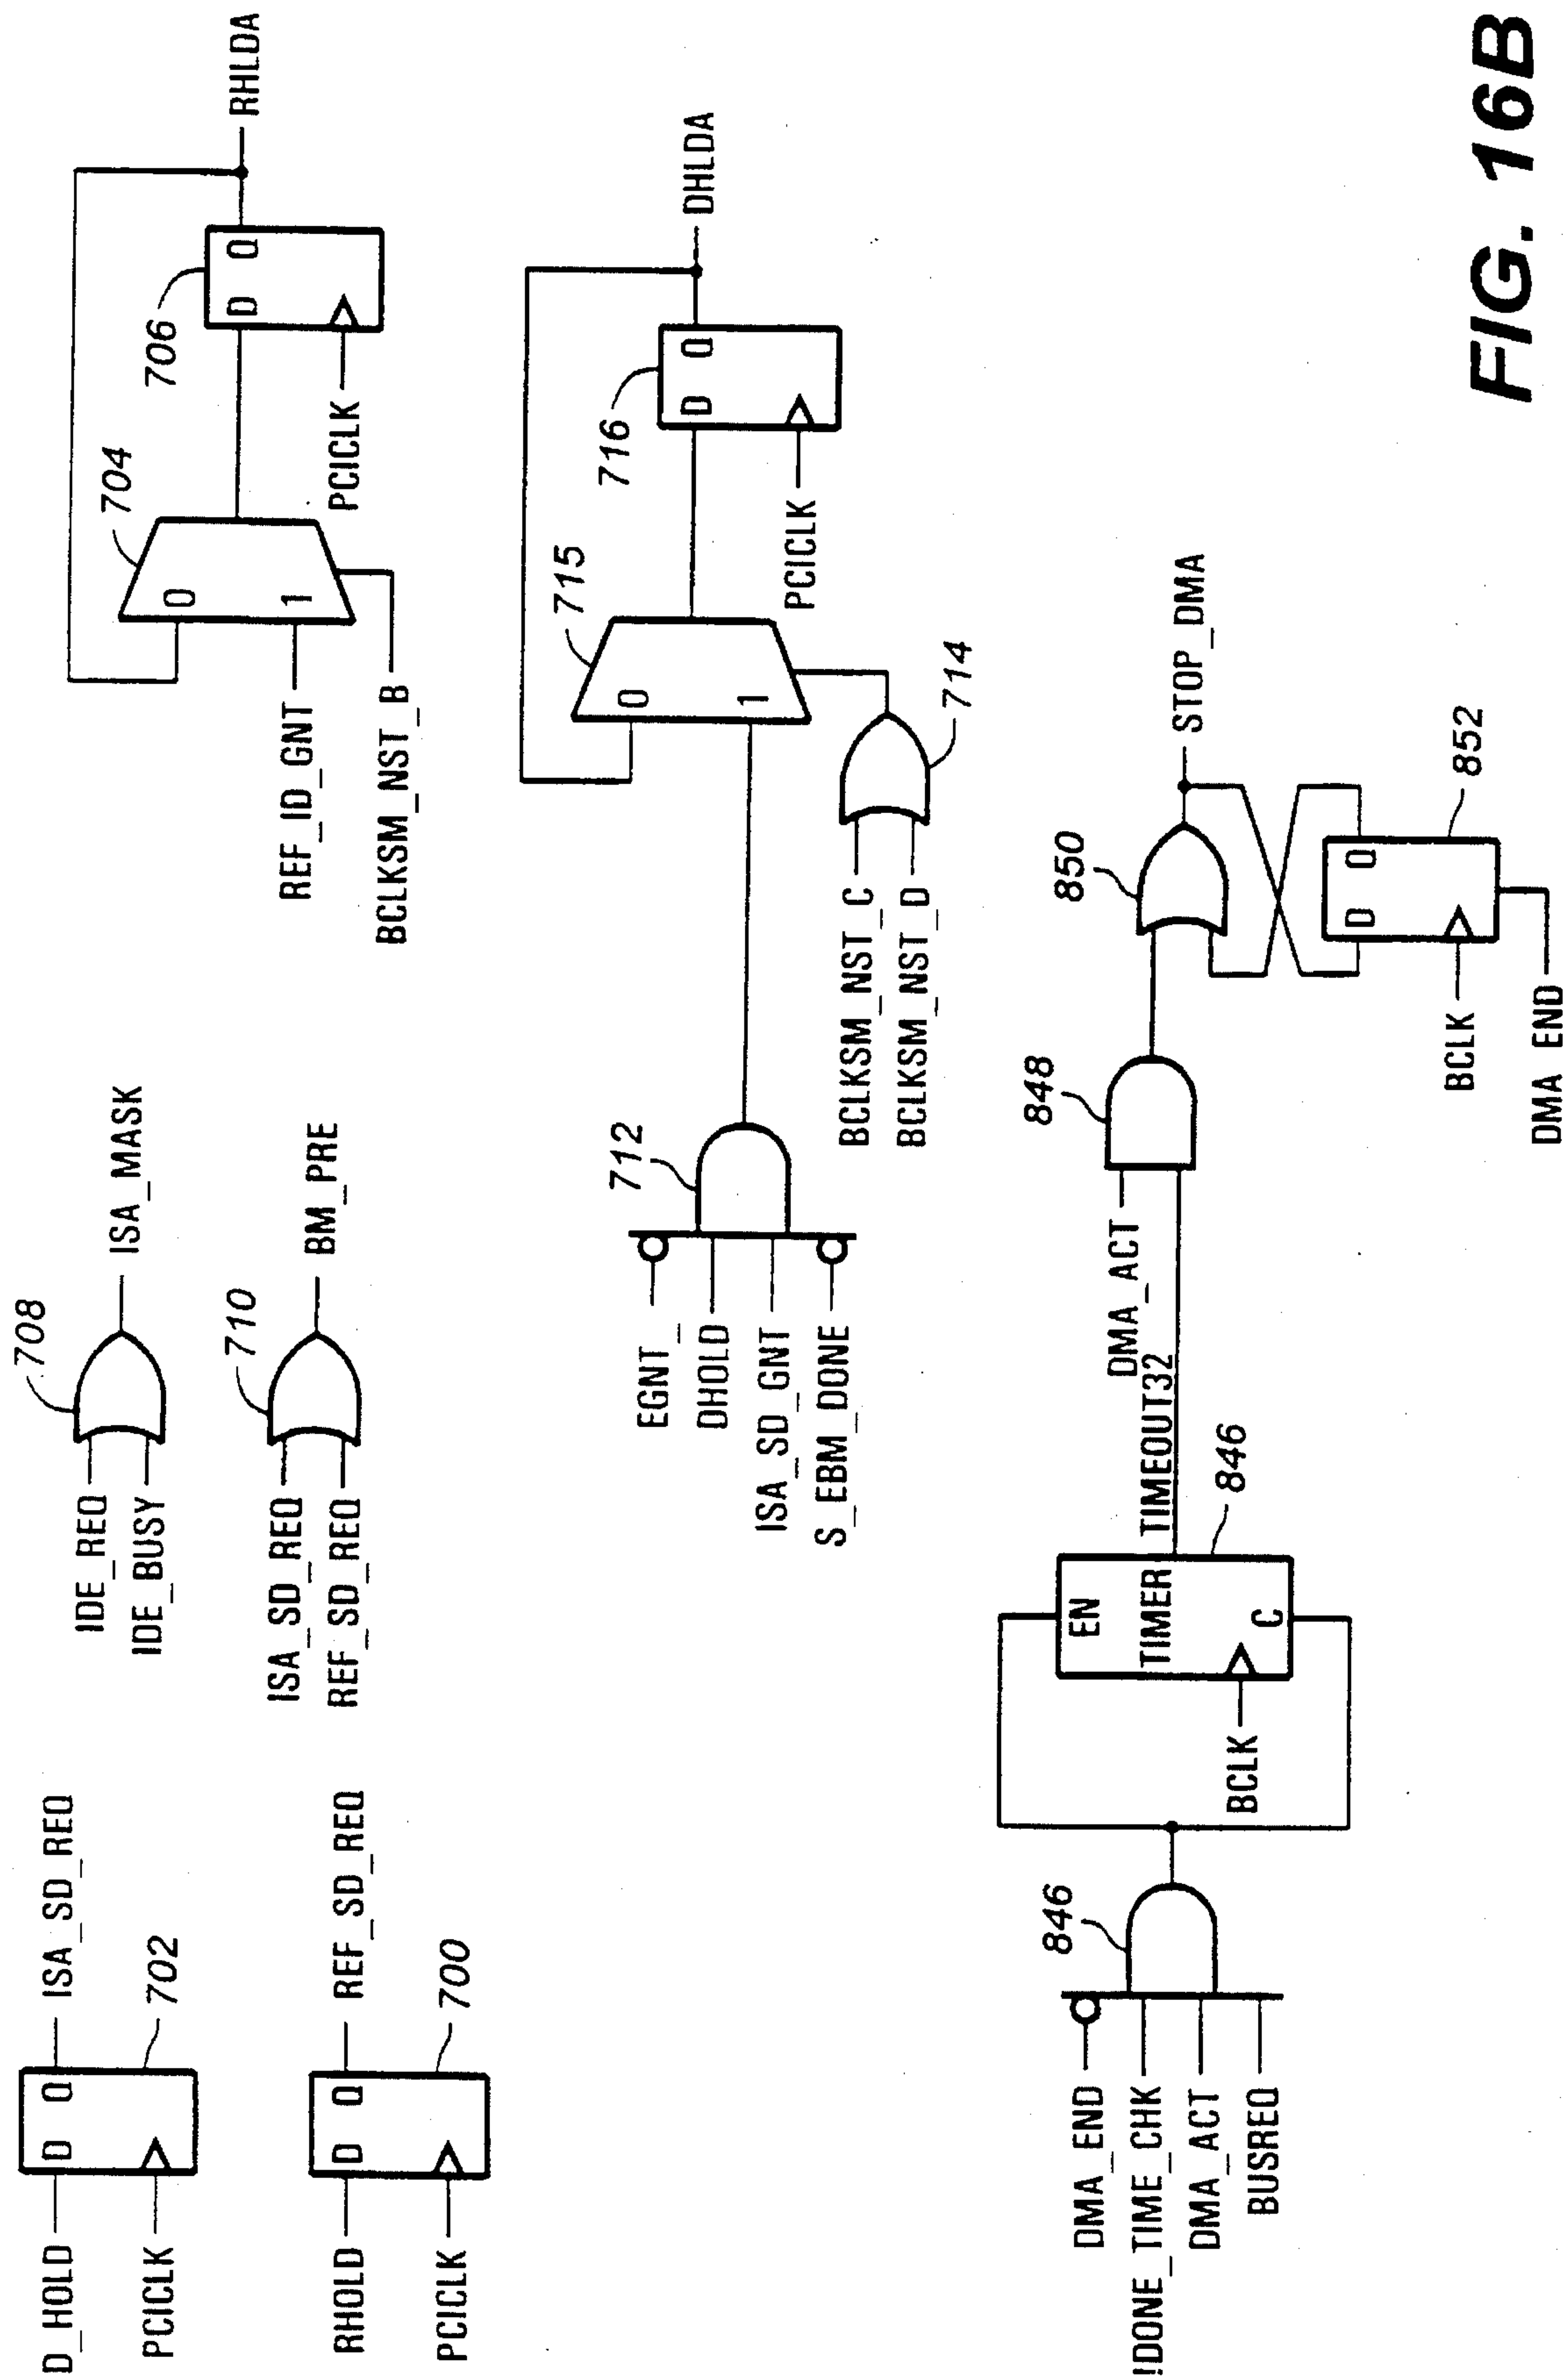 D_HOLD
D Q
ISA_SD_REQ
PCICLK
702
RHOLD
D Q
REF_SD_REQ
PCICLK
700
IDE_REQ
IDE_BUSY
708
ISA_MASK
ISA_SD_REQ
REF_SD_REQ
710
BM_PRE
704
0
1
REF_ID_GNT
BCLKSM_NST_B
706
D Q
PCICLK
RHLDA
EGNT_
DHOLD
ISA_SD_GNT
S_EBM_DONE
712
715
0
1
BCLKSM_NST_C
BCLKSM_NST_D
714
716
D Q
PCICLK
DHLDA
DMA_END
!DONE_TIME_CHK
DMA_ACT
BUSREQ
846
EN
TIMER
C
BCLK
TIMEOUT32
846
DMA_ACT
848
850
STOP_DMA
D Q
BCLK
852
DMA_END
FIG. 16B